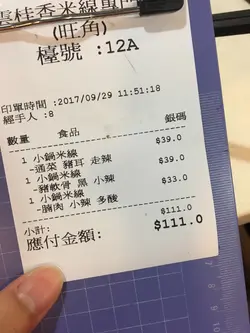 雲桂香米線專門
(旺角)
檯號 :12A
印單時間 :2017/09/29 11:51:18
經手人 :8
數量 食品 銀碼
1 小鍋米線 $39.0
-通菜 豬耳 走辣
1 小鍋米線 $39.0
-豬軟骨 黑 小辣
1 小鍋米線 $33.0
-腩肉 小辣 多酸
小計: $111.0
應付金額: $111.0